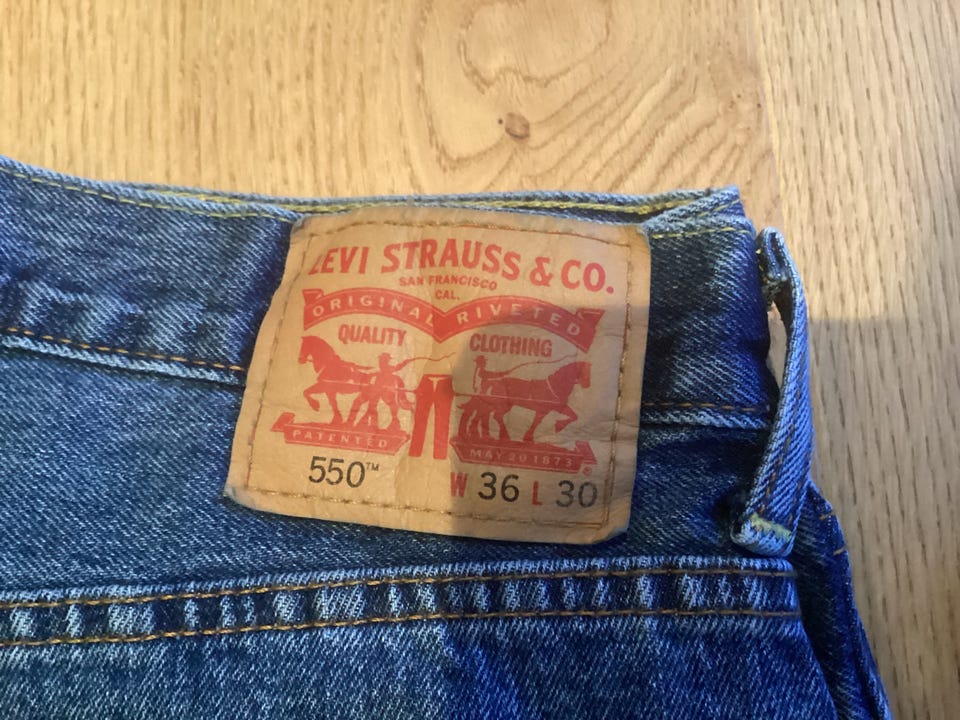 LEVI STRAUSS & CO.
SAN FRANCISCO
CAL.
ORIGINAL RIVETED
QUALITY CLOTHING
PATENTED MAY 20 1873 ®
550™ W 36 L 30